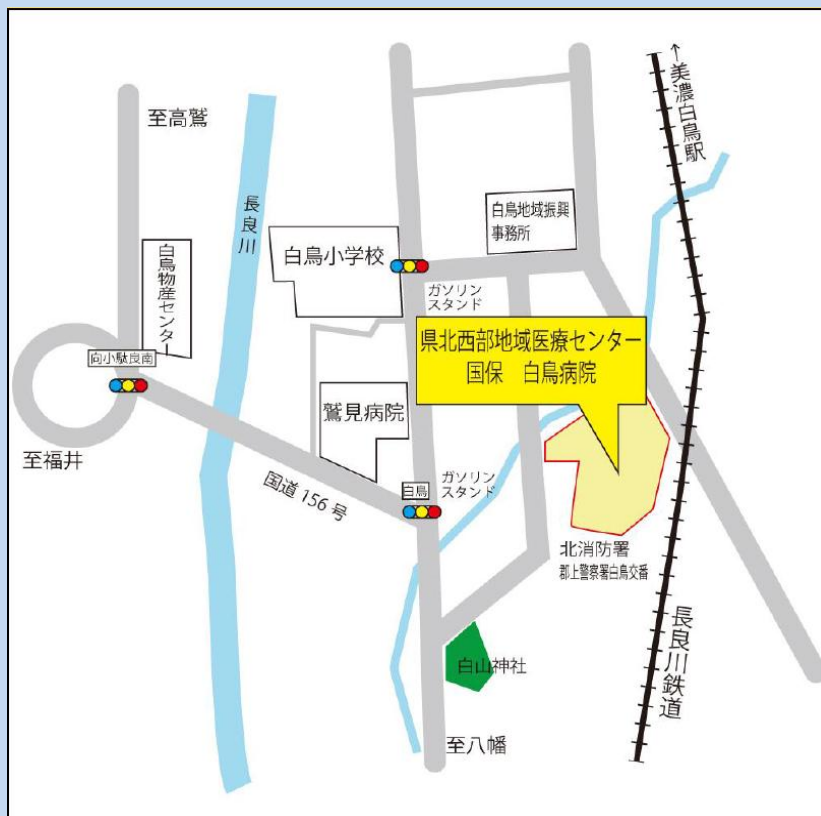 ↑美濃白鳥駅
至高鷲
長良川
白鳥地域振興
事務所
白鳥物産センター
白鳥小学校
ガソリン
スタンド
県北西部地域医療センター
国保　白鳥病院
向小駄良南
鷲見病院
至福井
国道156号
白鳥
ガソリン
スタンド
北消防署
郡上警察署白鳥交番
白山神社
長良川鉄道
至八幡